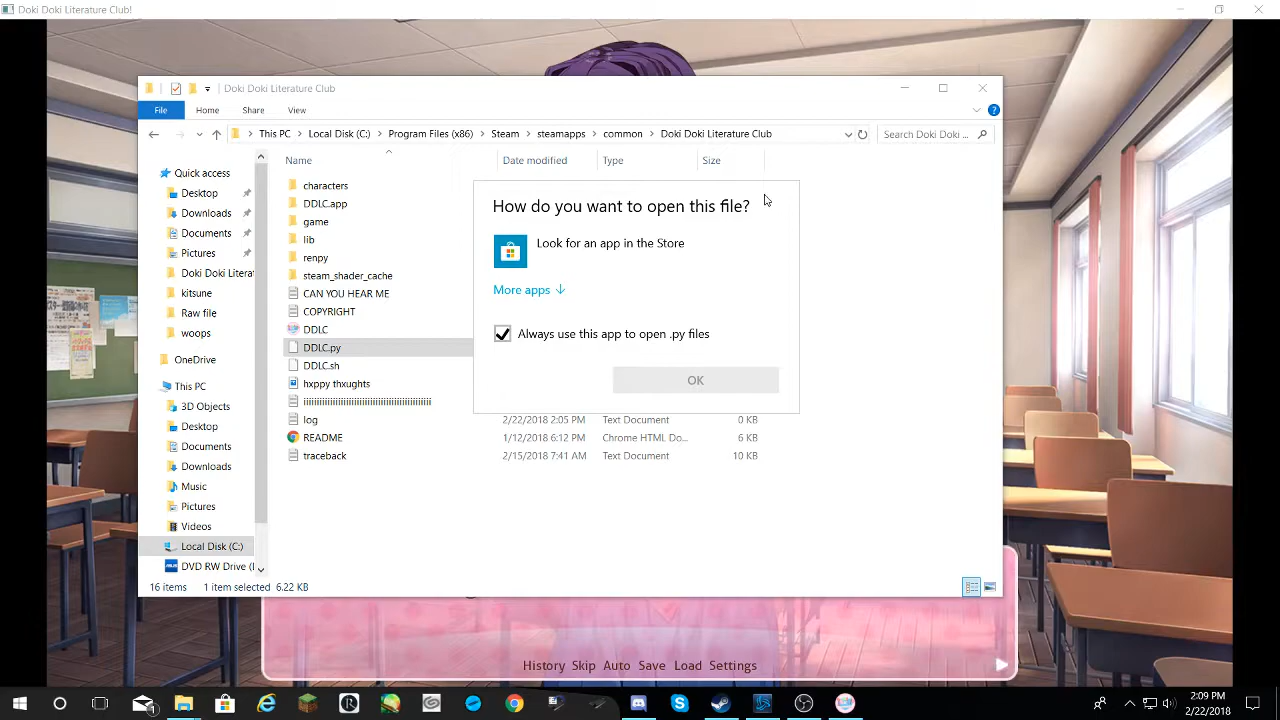 Doki Doki Literature Club!
Doki Doki Literature Club
File Home Share View
This PC Local Disk (C:) Program Files (x86) Steam steamapps common Doki Doki Literature Club Search Doki Doki ...
Name Date modified Type Size
Quick access
Desktop
Downloads
Documents
Pictures
Doki Doki Literat
kitsune
Raw file
woops
OneDrive
This PC
3D Objects
Desktop
Documents
Downloads
Music
Pictures
Videos
Local Disk (C:)
DVD RW Drive (
characters
DDLC.app
game
lib
renpy
steam_shader_cache
CAN YOU HEAR ME
COPYRIGHT
DDLC
DDLC.py
DDLC.sh
hxppy thxughts
log 2/22/2018 2:05 PM Text Document 0 KB
README 1/12/2018 6:12 PM Chrome HTML Do... 6 KB
traceback 2/15/2018 7:41 AM Text Document 10 KB
How do you want to open this file?
Look for an app in the Store
More apps
Always use this app to open .py files
OK
16 items 1 item selected 6.22 KB
History Skip Auto Save Load Settings
2:09 PM
2/22/2018